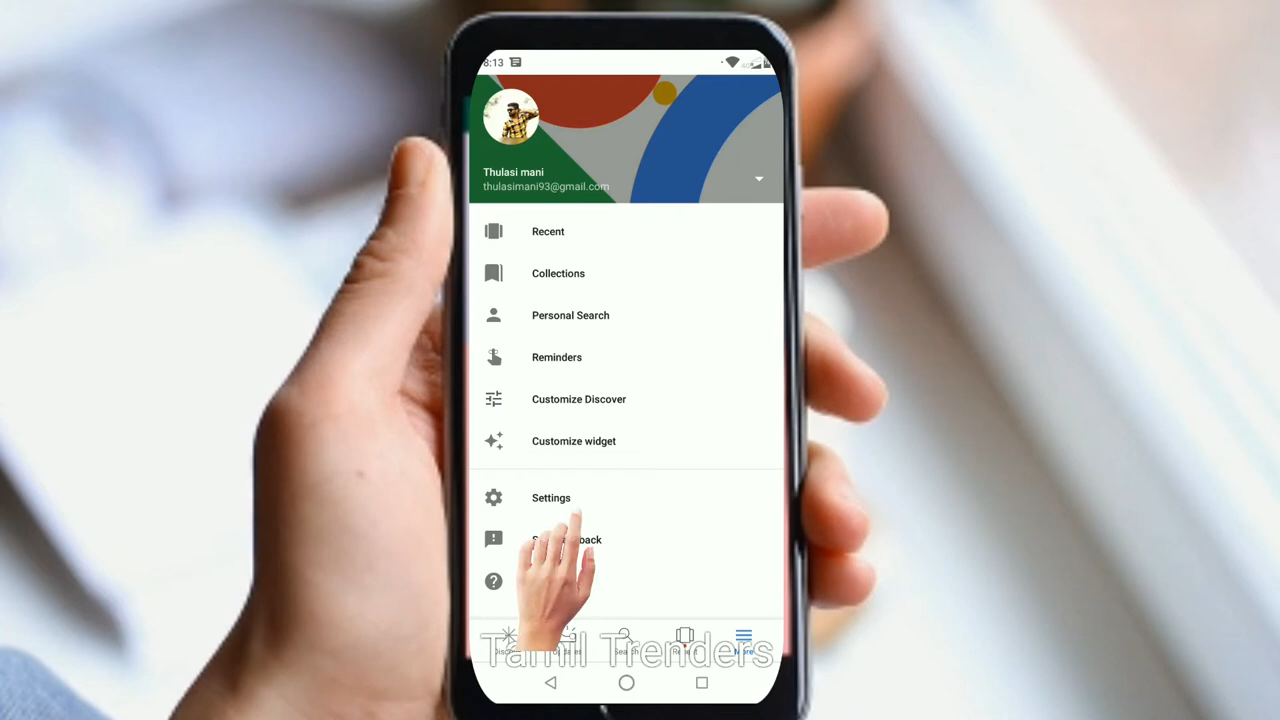 8:13
Thulasi mani
thulasimani93@gmail.com
Recent
Collections
Personal Search
Reminders
Customize Discover
Customize widget
Settings
More
Tamil Trenders